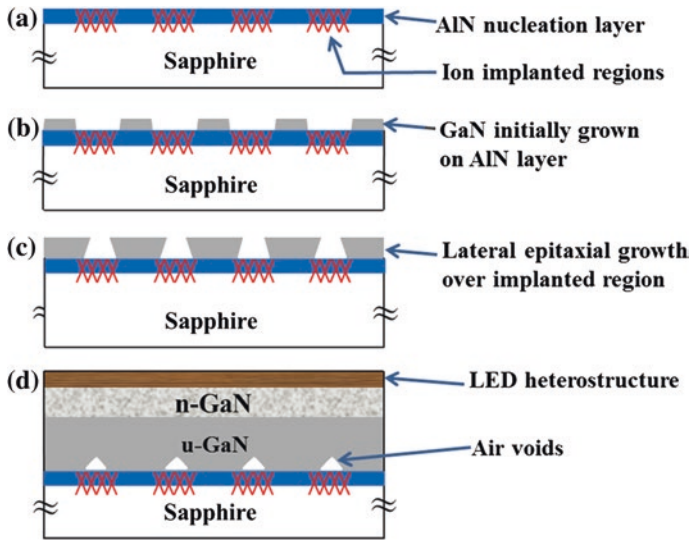 (a)
AlN nucleation layer
Sapphire
Ion implanted regions
(b)
GaN initially grown
on AlN layer
Sapphire
(c)
Lateral epitaxial growth
over implanted region
Sapphire
(d)
LED heterostructure
n-GaN
u-GaN
Air voids
Sapphire